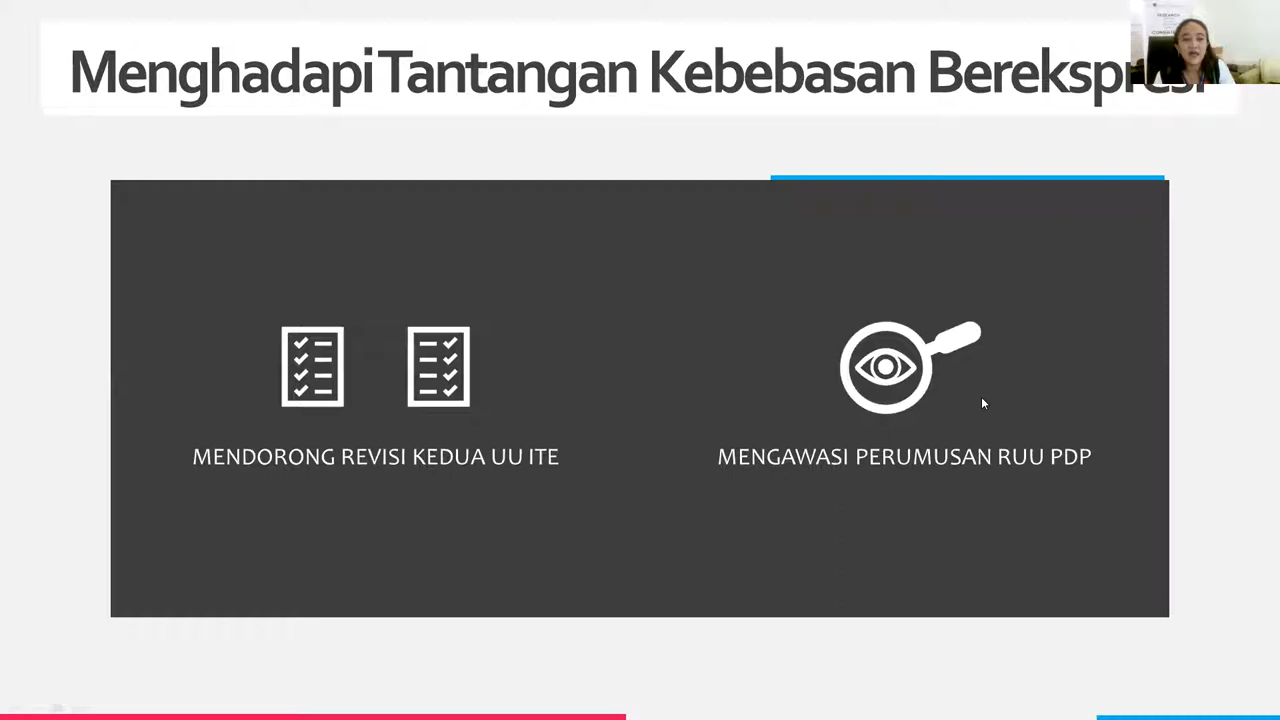 Menghadapi Tantangan Kebebasan Berekspresi
MENDORONG REVISI KEDUA UU ITE
MENGAWASI PERUMUSAN RUU PDP